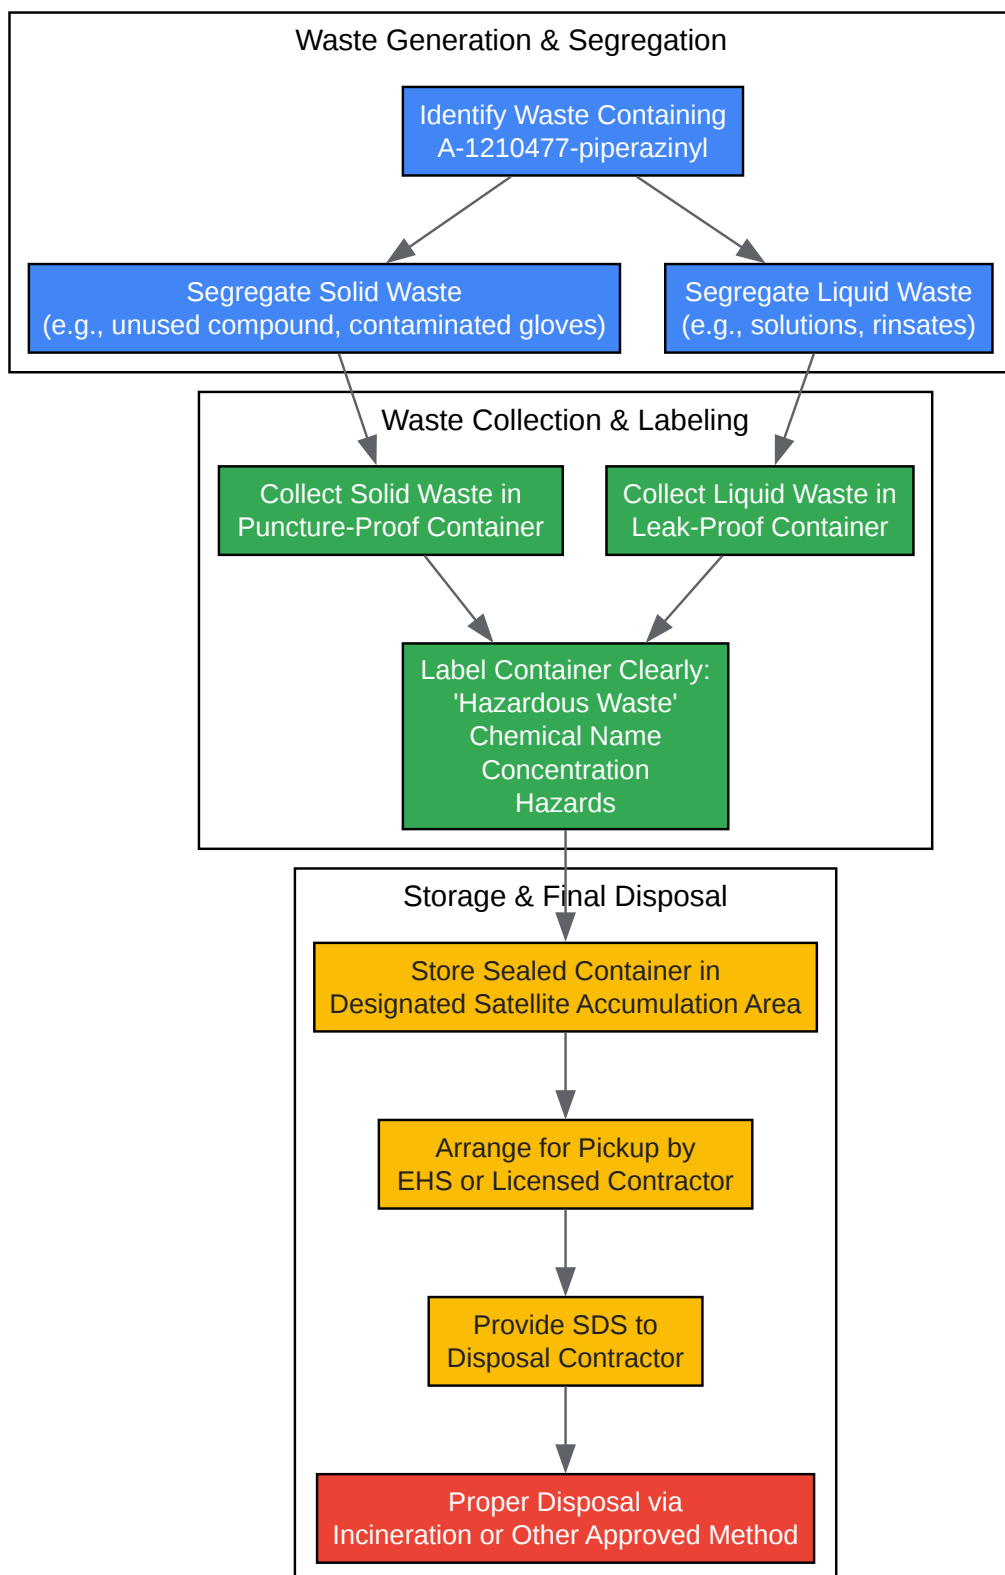 Waste Generation & Segregation
Identify Waste Containing
A-1210477-piperazinyl
Segregate Solid Waste
(e.g., unused compound, contaminated gloves)
Segregate Liquid Waste
(e.g., solutions, rinsates)
Waste Collection & Labeling
Collect Solid Waste in
Puncture-Proof Container
Collect Liquid Waste in
Leak-Proof Container
Label Container Clearly:
'Hazardous Waste'
Chemical Name
Concentration
Hazards
Storage & Final Disposal
Store Sealed Container in
Designated Satellite Accumulation Area
Arrange for Pickup by
EHS or Licensed Contractor
Provide SDS to
Disposal Contractor
Proper Disposal via
Incineration or Other Approved Method